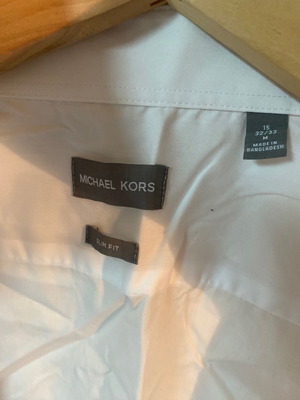 MICHAEL KORS
SLIM FIT
15
32/33
M
MADE IN
BANGLADESH